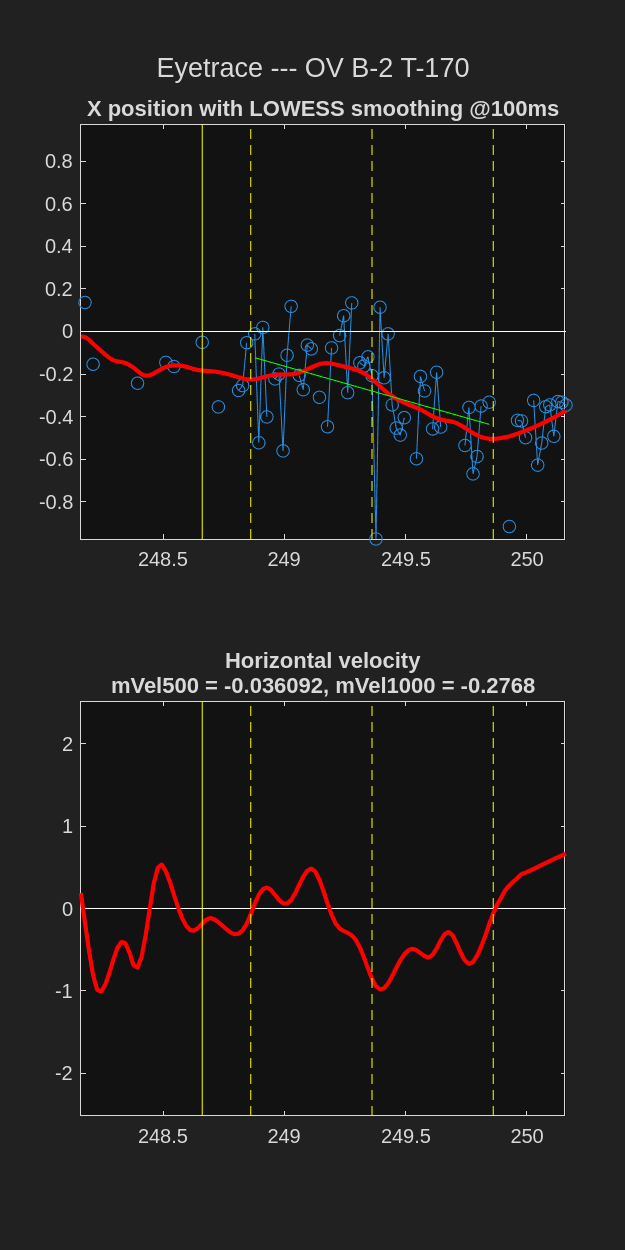 Eyetrace --- OV B-2 T-170
X position with LOWESS smoothing @100ms
0.8
0.6
0.4
0.2
0
-0.2
-0.4
-0.6
-0.8
248.5 249 249.5 250
Horizontal velocity
mVel500 = -0.036092, mVel1000 = -0.2768
2
1
0
-1
-2
248.5 249 249.5 250